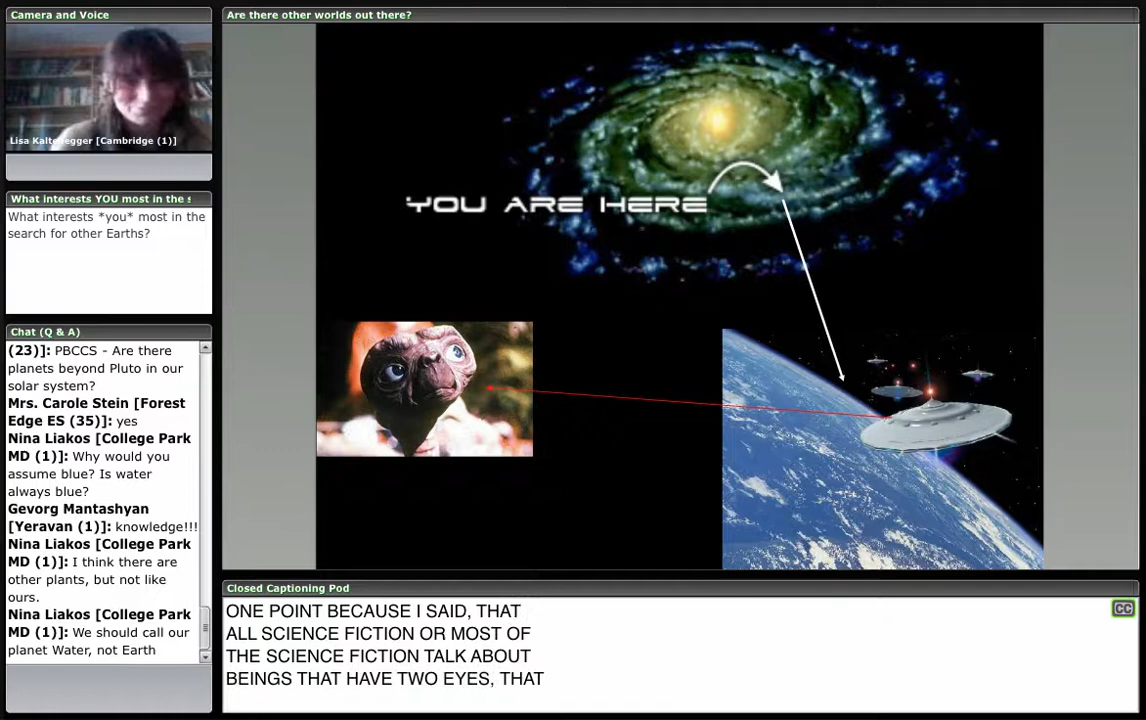 Camera and Voice
Lisa Kaltenegger [Cambridge (1)]
What interests YOU most in the s
What interests *you* most in the
search for other Earths?
Chat (Q & A)
(23)]: PBCCS - Are there
planets beyond Pluto in our
solar system?
Mrs. Carole Stein [Forest
Edge ES (35)]: yes
Nina Liakos [College Park
MD (1)]: Why would you
assume blue? Is water
always blue?
Gevorg Mantashyan
[Yeravan (1)]: knowledge!!!
Nina Liakos [College Park
MD (1)]: I think there are
other plants, but not like
ours.
Nina Liakos [College Park
MD (1)]: We should call our
planet Water, not Earth
Are there other worlds out there?
YOU ARE HERE
Closed Captioning Pod
CC
ONE POINT BECAUSE I SAID, THAT
ALL SCIENCE FICTION OR MOST OF
THE SCIENCE FICTION TALK ABOUT
BEINGS THAT HAVE TWO EYES, THAT